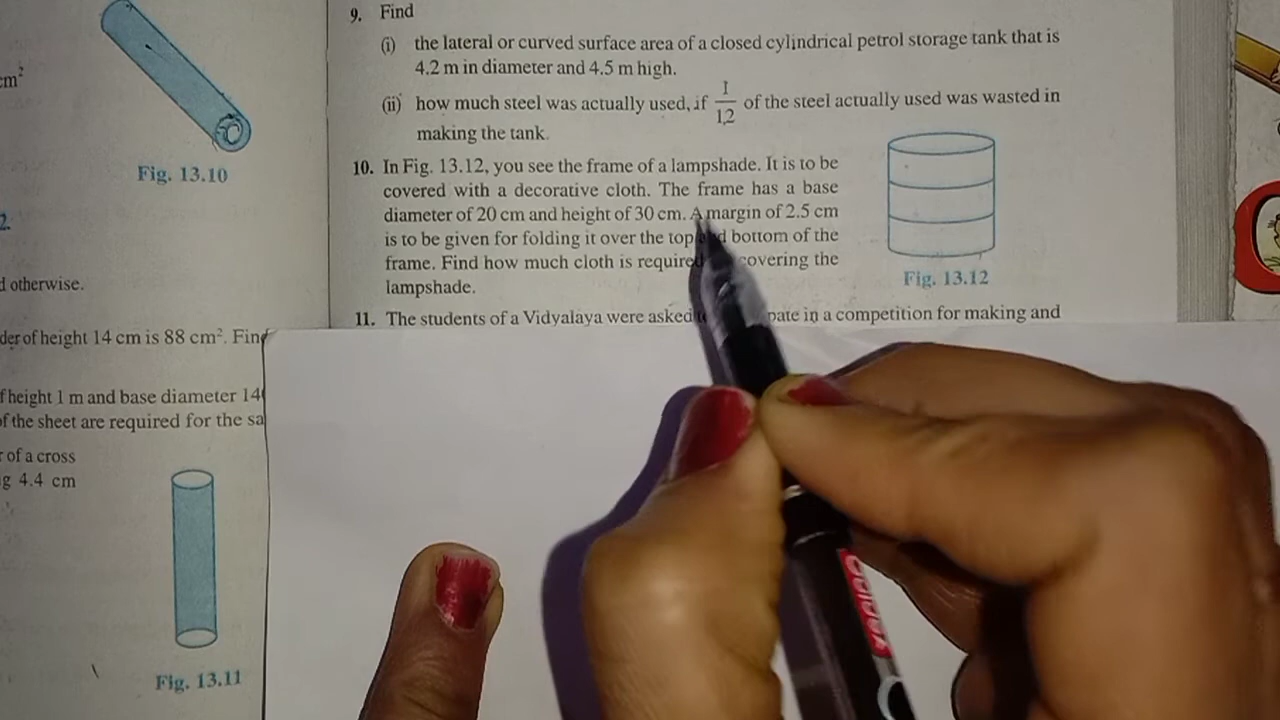 cm²
Fig. 13.10
2.
d otherwise.
der of height 14 cm is 88 cm². Find
f height 1 m and base diameter 140
of the sheet are required for the sa
r of a cross
g 4.4 cm
Fig. 13.11
9. Find
(i) the lateral or curved surface area of a closed cylindrical petrol storage tank that is
4.2 m in diameter and 4.5 m high.
(ii) how much steel was actually used, if 1/12 of the steel actually used was wasted in
making the tank.
10. In Fig. 13.12, you see the frame of a lampshade. It is to be
covered with a decorative cloth. The frame has a base
diameter of 20 cm and height of 30 cm. A margin of 2.5 cm
is to be given for folding it over the top and bottom of the
frame. Find how much cloth is required covering the
lampshade.
Fig. 13.12
11. The students of a Vidyalaya were asked pate in a competition for making and